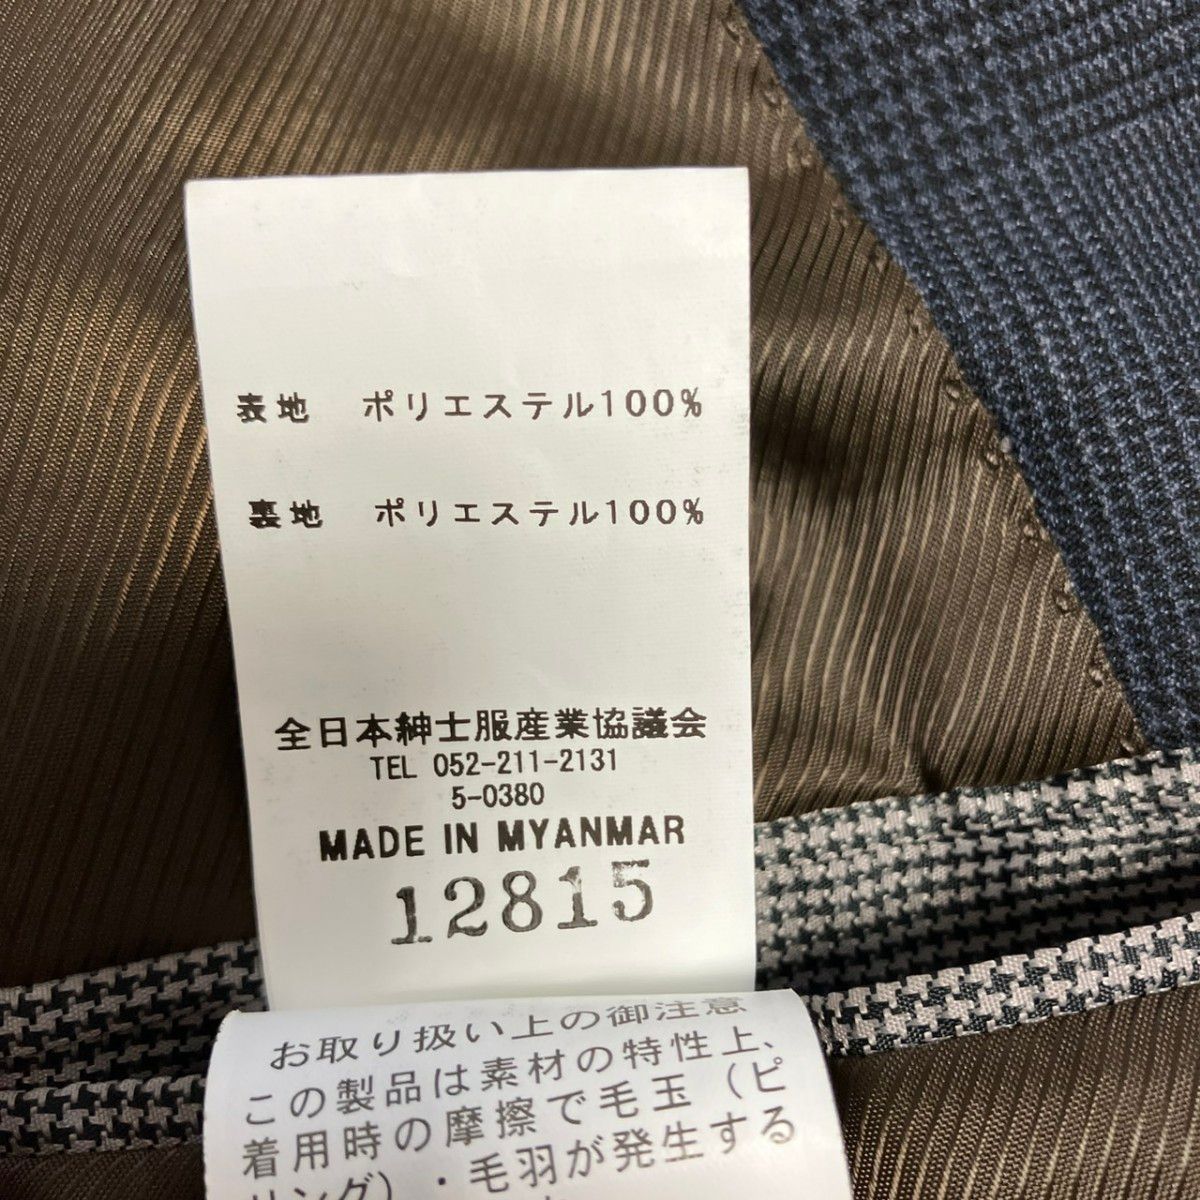 表地　ポリエステル100%
裏地　ポリエステル100%
全日本紳士服産業協議会
TEL 052-211-2131
5-0380
MADE IN MYANMAR
12815
お取り扱い上の御注意
この製品は素材の特性上、
着用時の摩擦で毛玉（ピ
リング）・毛羽が発生する